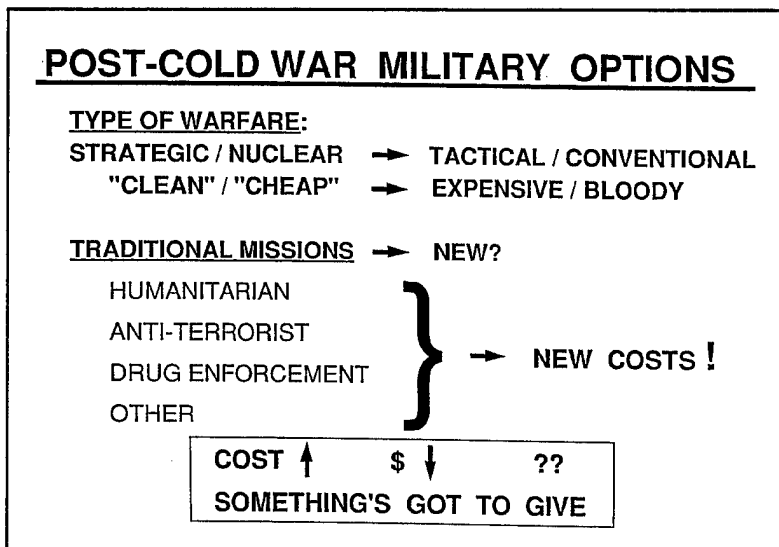 POST-COLD WAR MILITARY OPTIONS
TYPE OF WARFARE:
STRATEGIC / NUCLEAR → TACTICAL / CONVENTIONAL
"CLEAN" / "CHEAP" → EXPENSIVE / BLOODY
TRADITIONAL MISSIONS → NEW?
HUMANITARIAN
ANTI-TERRORIST
DRUG ENFORCEMENT
OTHER
} → NEW COSTS !
COST ↑ $ ↓ ??
SOMETHING'S GOT TO GIVE